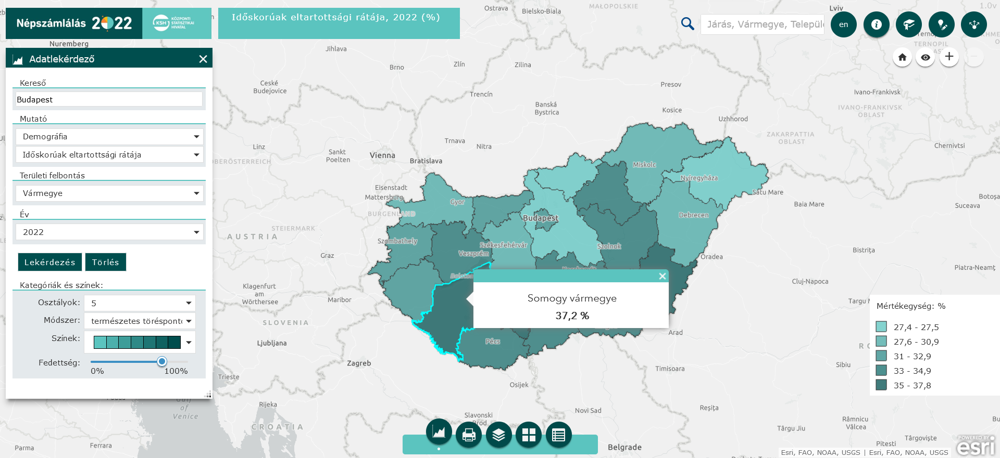 Népszámlálás 2022
KSH
KÖZPONTI
STATISZTIKAI
HIVATAL
Időskorúak eltartottsági rátája, 2022 (%)
Járás, Vármegye, Települ
en
1.0v
Adatlekérdező
Kereső
Budapest
Mutató
Demográfia
Időskorúak eltartottsági rátája
Területi felbontás
Vármegye
Év
2022
Lekérdezés
Törlés
Kategóriák és színek:
Osztályok:
5
Módszer:
természetes törésponto
Színek:
Fedettség:
0%
100%
Ostrava
Bielsko-Biala
MAŁOPOLSKIE
Lviv
Nuremberg
Jihlava
Brno
Zlín
Zilina
TERNOPIL
České
Budejovice
Trencín
Presov
Ivano-Frankivsk
Banská
Bystrica
Kosice
IVANO-FRANKIVSK
OBLAST
Uzhhorod
Trnava
Nitra
ZAKARPATTIA
OBLAST
Chernivtsi
Linz
Sankt
Poelten
Vienna
Bratislava
OBERÖSTERREICH
Miskolc
Nyíregyháza
Eisenstadt
Mattersburg
Gyor
Satu Mare
Baia Mare
Botoșa
Suceava
BURGENLAND
Budapest
Debrecen
STEIERMARK
AUSTRIA
Szombathely
Székesfehérvár
Veszprém
Szolnok
Graz
Oradea
Bistrița
Piatra-Neamț
Klagenfurt
am
Wörthersee
Maribor
Cluj-Napoca
Somogy vármegye
37,2 %
SLOVENIA
Ljubljana
Pécs
Arad
Zagreb
Trieste
Timisoara
Sibiu
Mértékegység: %
27,4 - 27,5
27,6 - 30,9
31 - 32,9
33 - 34,9
35 - 37,8
Osijek
Rijeka
Gulf
of
Venice
Slavonski
Brod
Novi Sad
Reșița
Râmnicu
Vâlcea
CROATIA
Târgu Jiu
Târgoviște
Pitesti
Parma
Ferrara
Belgrade
Esri, FAO, NOAA, USGS | Esri, FAO, NOAA, USGS
POWERED BY
esri